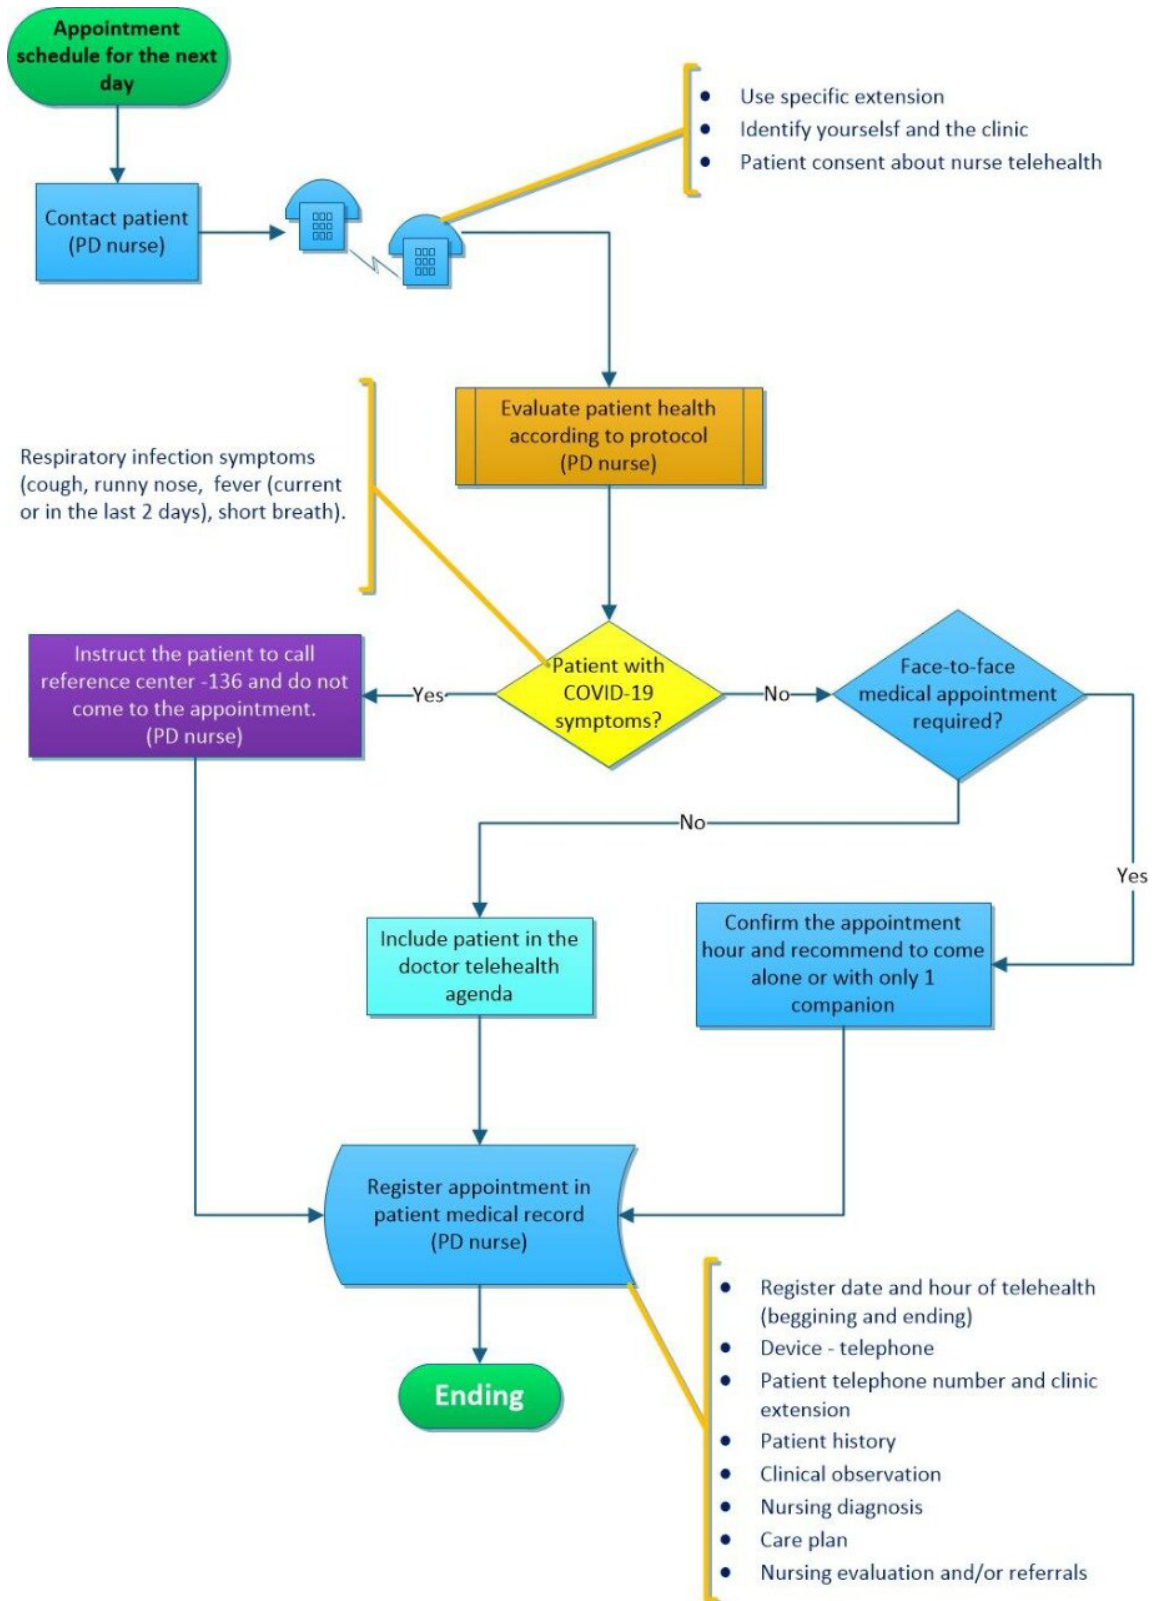 Appointment
schedule for the next
day
● Use specific extension
● Identify yourselsf and the clinic
● Patient consent about nurse telehealth
Contact patient
(PD nurse)
Evaluate patient health
according to protocol
(PD nurse)
Respiratory infection symptoms
(cough, runny nose, fever (current
or in the last 2 days), short breath).
Instruct the patient to call
reference center -136 and do not
come to the appointment.
(PD nurse)
Yes
Patient with
COVID-19
symptoms?
No
Face-to-face
medical appointment
required?
No
Yes
Include patient in the
doctor telehealth
agenda
Confirm the appointment
hour and recommend to come
alone or with only 1
companion
Register appointment in
patient medical record
(PD nurse)
● Register date and hour of telehealth
(beggining and ending)
● Device - telephone
● Patient telephone number and clinic
extension
● Patient history
● Clinical observation
● Nursing diagnosis
● Care plan
● Nursing evaluation and/or referrals
Ending